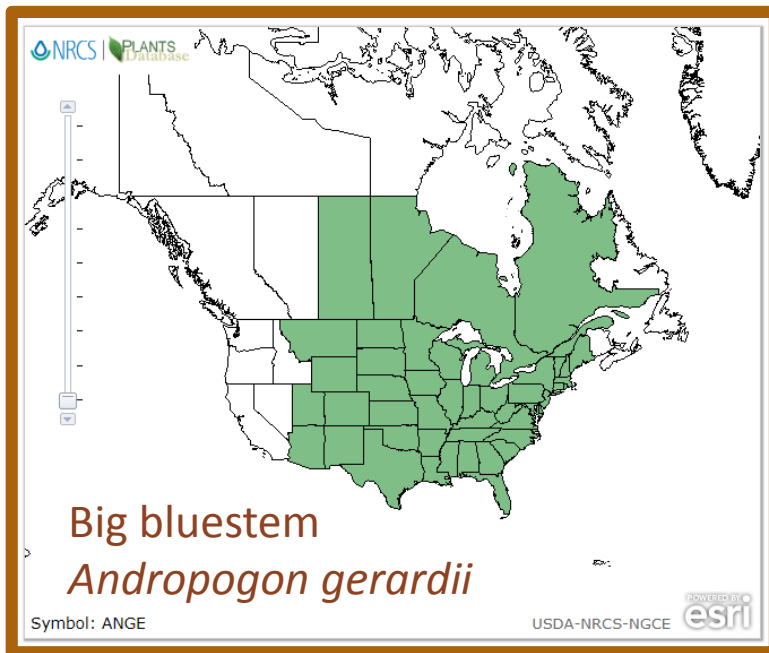 NRCS | PLANTS
Database
Big bluestem
Andropogon gerardii
Symbol: ANGE
USDA-NRCS-NGCE
POWERED BY
esri